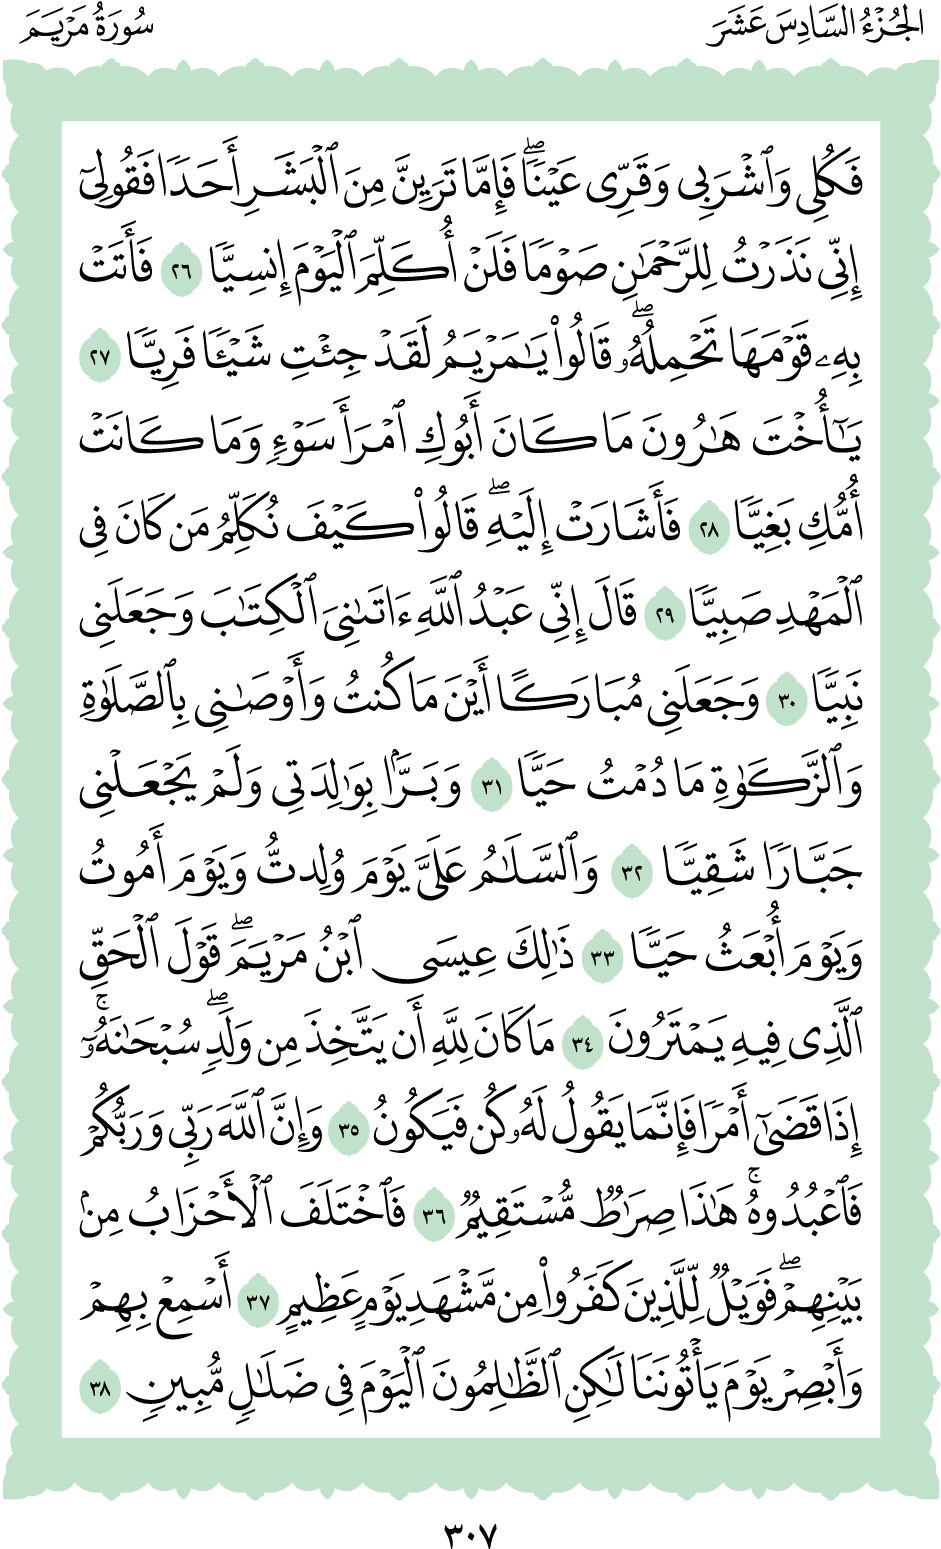 الجُزْءُ السَّادِسَ عَشَرَ
سُورَةُ مَرْيَمَ
فَكُلِي وَٱشْرَبِي وَقَرِّي عَيْنٗاۖ فَإِمَّا تَرَيِنَّ مِنَ ٱلْبَشَرِ أَحَدٗا فَقُولِيٓ
إِنِّي نَذَرْتُ لِلرَّحْمَٰنِ صَوْمٗا فَلَنْ أُكَلِّمَ ٱلْيَوْمَ إِنسِيّٗا ٢٦ فَأَتَتْ
بِهِۦ قَوْمَهَا تَحْمِلُهُۥۖ قَالُواْ يَٰمَرْيَمُ لَقَدْ جِئْتِ شَيْـٔٗا فَرِيّٗا ٢٧
يَٰٓأُخْتَ هَٰرُونَ مَا كَانَ أَبُوكِ ٱمْرَأَ سَوْءٖ وَمَا كَانَتْ
أُمُّكِ بَغِيّٗا ٢٨ فَأَشَارَتْ إِلَيْهِۖ قَالُواْ كَيْفَ نُكَلِّمُ مَن كَانَ فِي
ٱلْمَهْدِ صَبِيّٗا ٢٩ قَالَ إِنِّي عَبْدُ ٱللَّهِ ءَاتَىٰنِيَ ٱلْكِتَٰبَ وَجَعَلَنِي
نَبِيّٗا ٣٠ وَجَعَلَنِي مُبَارَكًا أَيْنَ مَا كُنتُ وَأَوْصَٰنِي بِٱلصَّلَوٰةِ
وَٱلزَّكَوٰةِ مَا دُمْتُ حَيّٗا ٣١ وَبَرَّۢا بِوَٰلِدَتِي وَلَمْ يَجْعَلْنِي
جَبَّارٗا شَقِيّٗا ٣٢ وَٱلسَّلَٰمُ عَلَيَّ يَوْمَ وُلِدتُّ وَيَوْمَ أَمُوتُ
وَيَوْمَ أُبْعَثُ حَيّٗا ٣٣ ذَٰلِكَ عِيسَى ٱبْنُ مَرْيَمَۖ قَوْلَ ٱلْحَقِّ
ٱلَّذِي فِيهِ يَمْتَرُونَ ٣٤ مَا كَانَ لِلَّهِ أَن يَتَّخِذَ مِن وَلَدٖۖ سُبْحَٰنَهُۥٓۚ
إِذَا قَضَىٰٓ أَمْرٗا فَإِنَّمَا يَقُولُ لَهُۥ كُن فَيَكُونُ ٣٥ وَإِنَّ ٱللَّهَ رَبِّي وَرَبُّكُمْ
فَٱعْبُدُوهُۚ هَٰذَا صِرَٰطٞ مُّسْتَقِيمٞ ٣٦ فَٱخْتَلَفَ ٱلْأَحْزَابُ مِنۢ
بَيْنِهِمْۖ فَوَيْلٞ لِّلَّذِينَ كَفَرُواْ مِن مَّشْهَدِ يَوْمٍ عَظِيمٍ ٣٧ أَسْمِعْ بِهِمْ
وَأَبْصِرْ يَوْمَ يَأْتُونَنَا لَٰكِنِ ٱلظَّٰلِمُونَ ٱلْيَوْمَ فِي ضَلَٰلٖ مُّبِينٖ ٣٨
٣٠٧